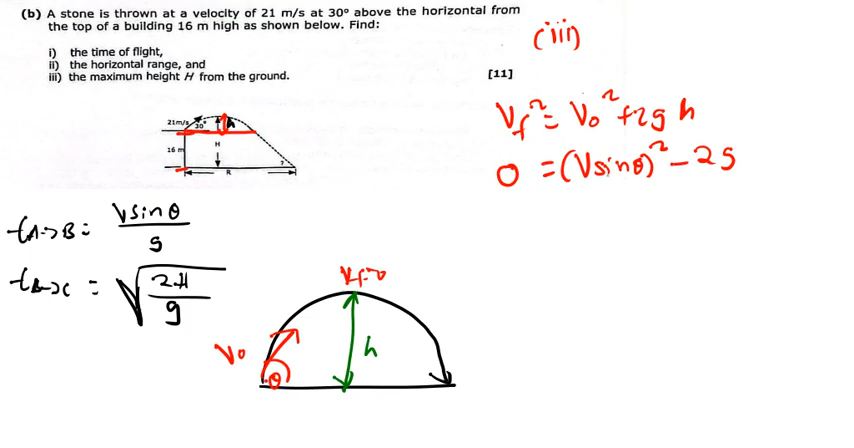 (b) A stone is thrown at a velocity of 21 m/s at 30° above the horizontal from
the top of a building 16 m high as shown below. Find:
i) the time of flight,
ii) the horizontal range, and
iii) the maximum height H from the ground.
[11]
(iii)
Vf² = Vo² + 2gh
0 = (Vsinθ)² - 2g
21m/s
30°
h
16 m
H
R
?
tA->B = Vsinθ/g
tB->C = √(2H/g)
Vf=0
Vo
θ
h